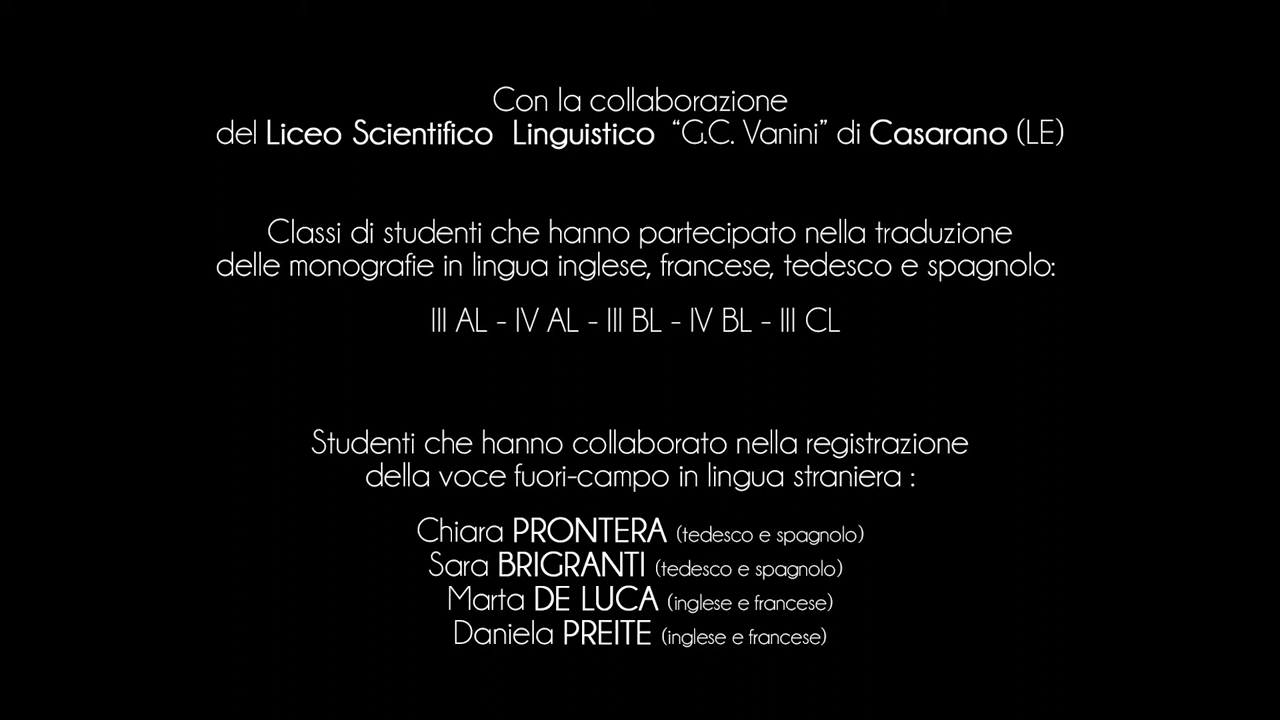 Con la collaborazione
del Liceo Scientifico Linguistico “G.C. Vanini” di Casarano (LE)
Classi di studenti che hanno partecipato nella traduzione
delle monografie in lingua inglese, francese, tedesco e spagnolo:
III AL - IV AL - III BL - IV BL - III CL
Studenti che hanno collaborato nella registrazione
della voce fuori-campo in lingua straniera :
Chiara PRONTERA (tedesco e spagnolo)
Sara BRIGRANTI (tedesco e spagnolo)
Marta DE LUCA (inglese e francese)
Daniela PREITE (inglese e francese)